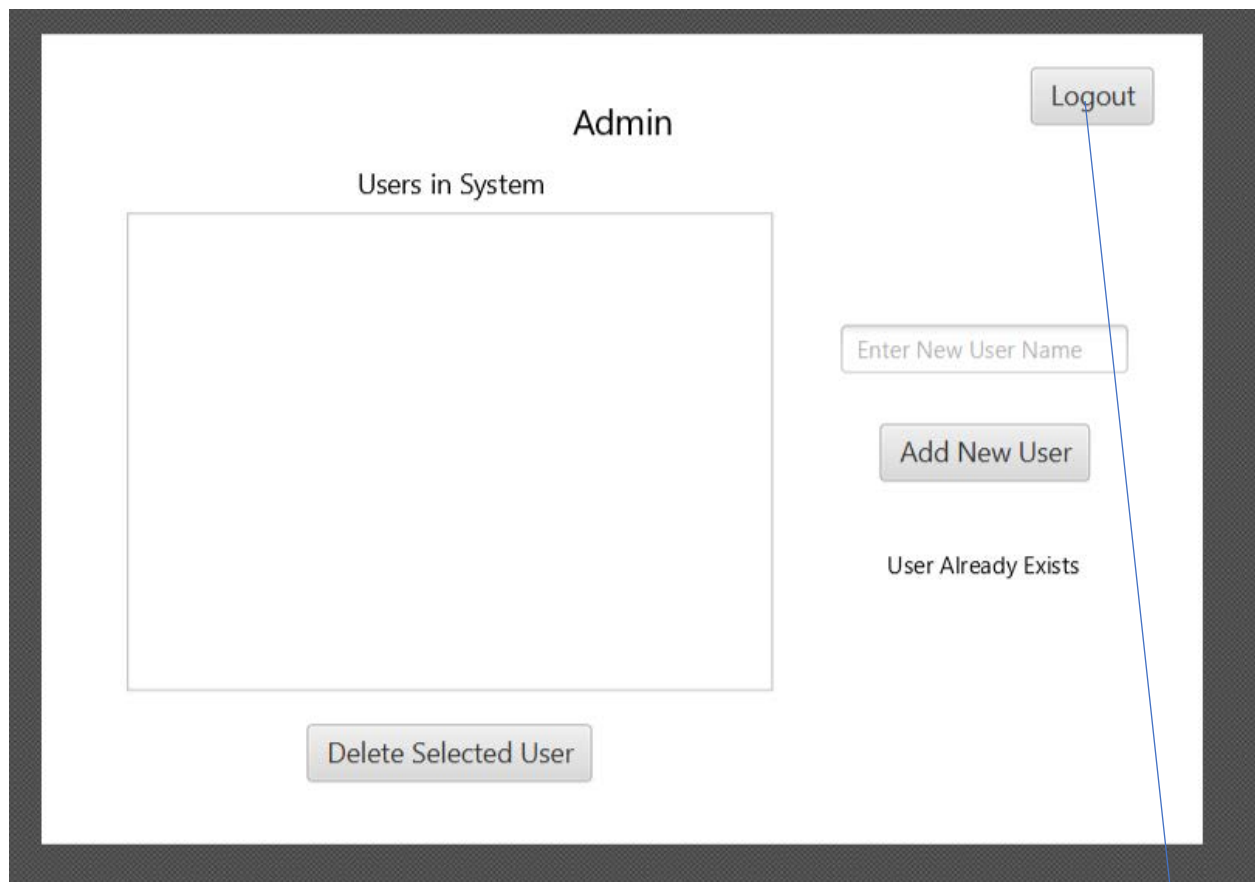 Logout
Admin
Users in System
Enter New User Name
Add New User
User Already Exists
Delete Selected User